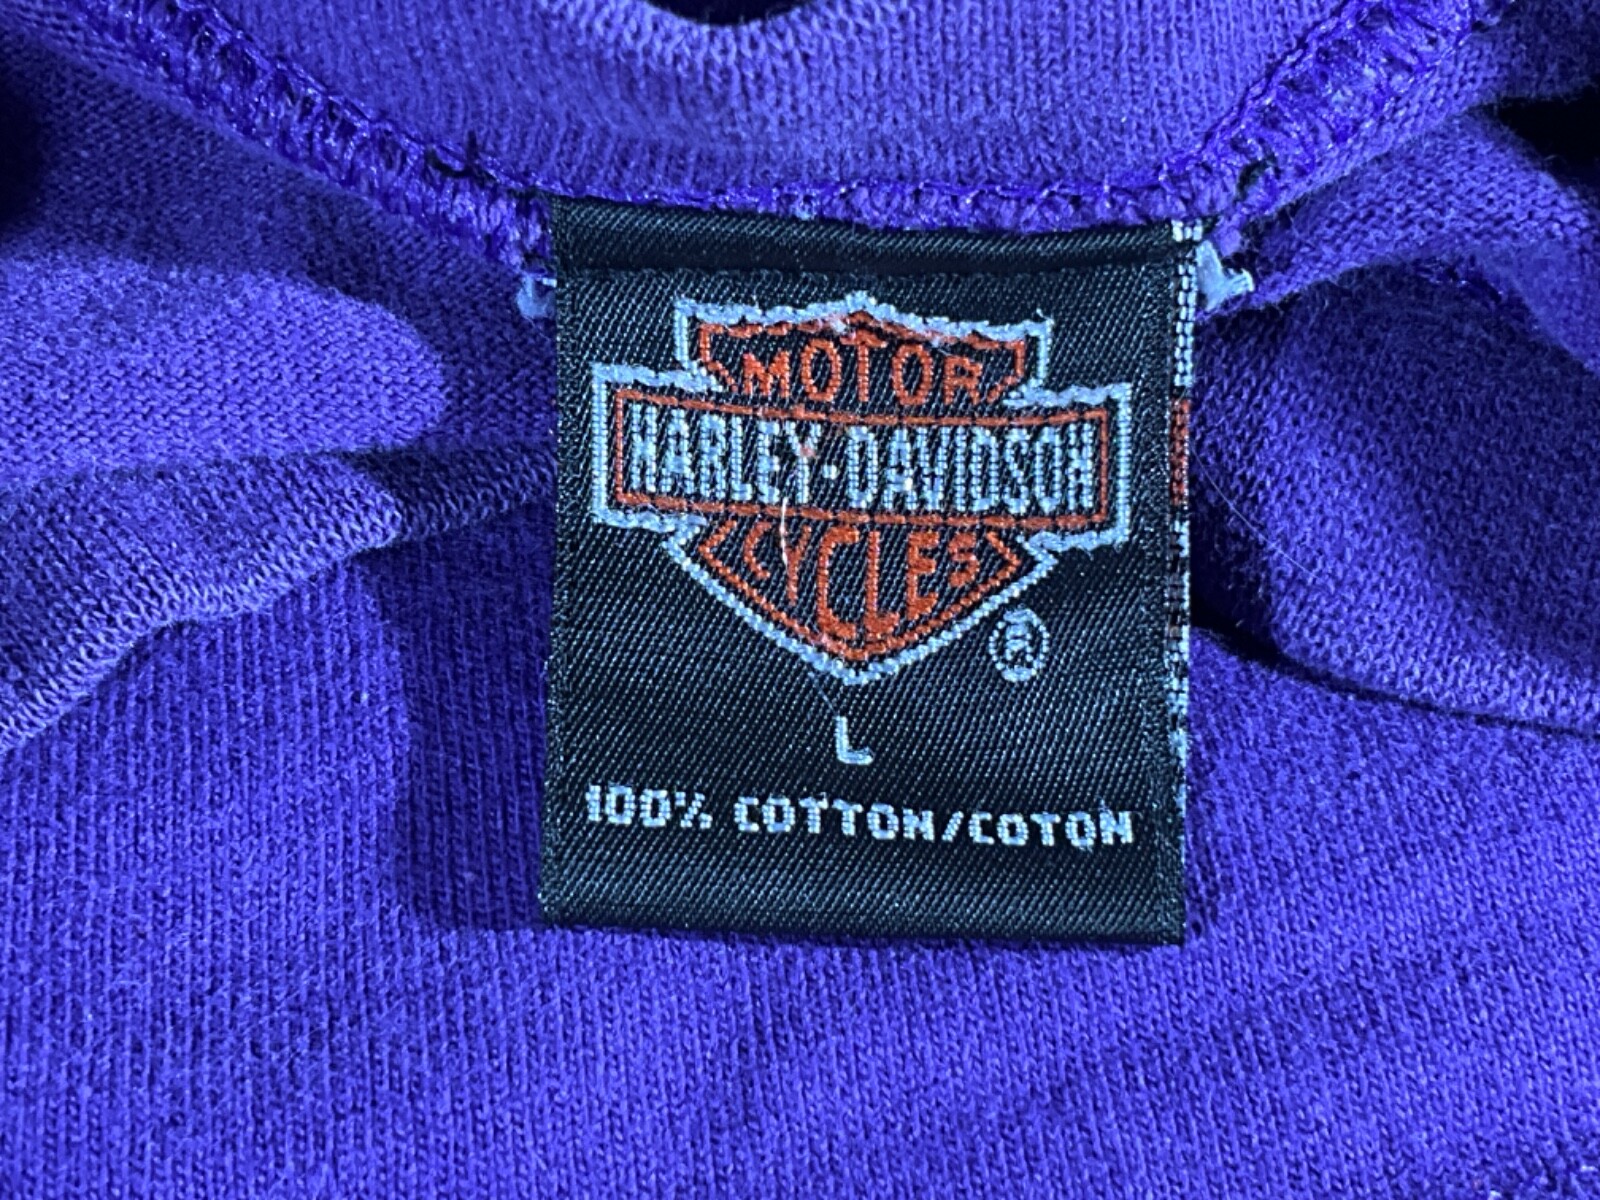 MOTOR
HARLEY-DAVIDSON
CYCLES
®
L
100% COTTON/COTON